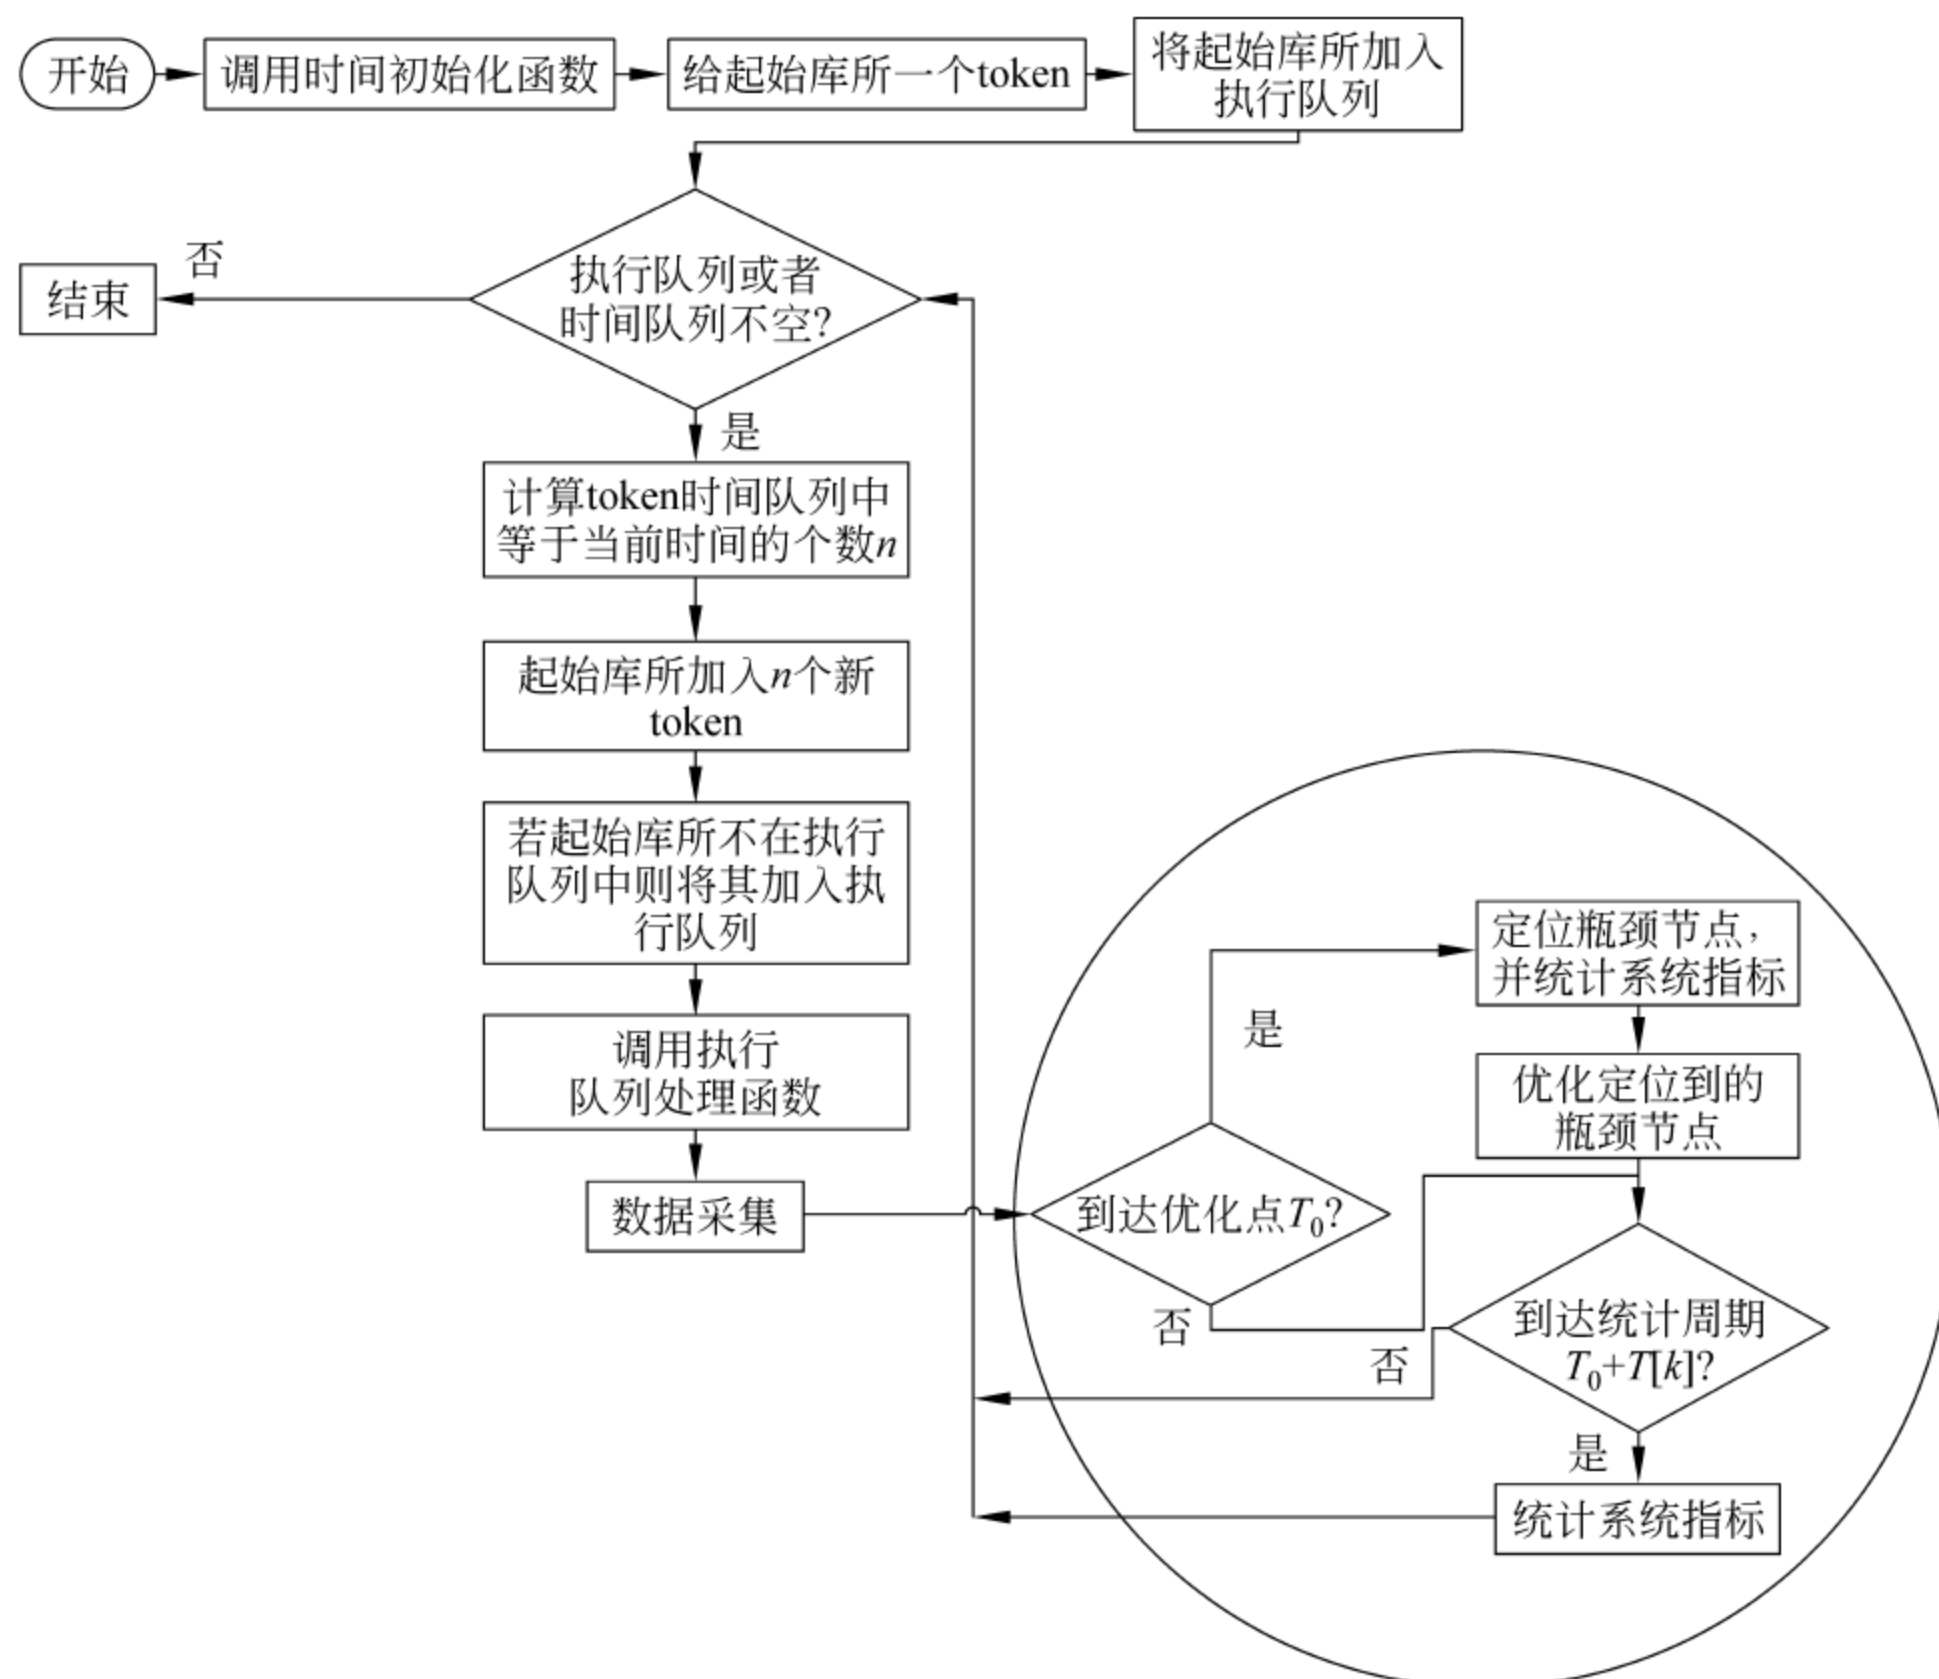 开始
调用时间初始化函数
给起始库所一个token
将起始库所加入
执行队列
否
结束
执行队列或者
时间队列不空?
是
计算token时间队列中
等于当前时间的个数n
起始库所加入n个新
token
若起始库所不在执行
队列中则将其加入执
行队列
调用执行
队列处理函数
数据采集
到达优化点T₀?
是
定位瓶颈节点，
并统计系统指标
优化定位到的
瓶颈节点
否
到达统计周期
T₀+T[k]?
否
是
统计系统指标